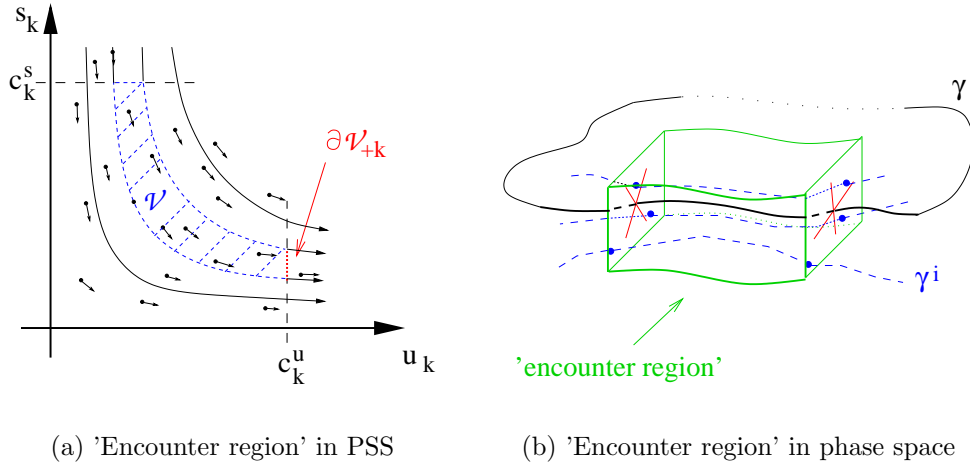 s_k
c_k^s
∂𝒱_{+k}
𝒱
c_k^u
u_k
γ
γ^i
'encounter region'
(a) 'Encounter region' in PSS
(b) 'Encounter region' in phase space